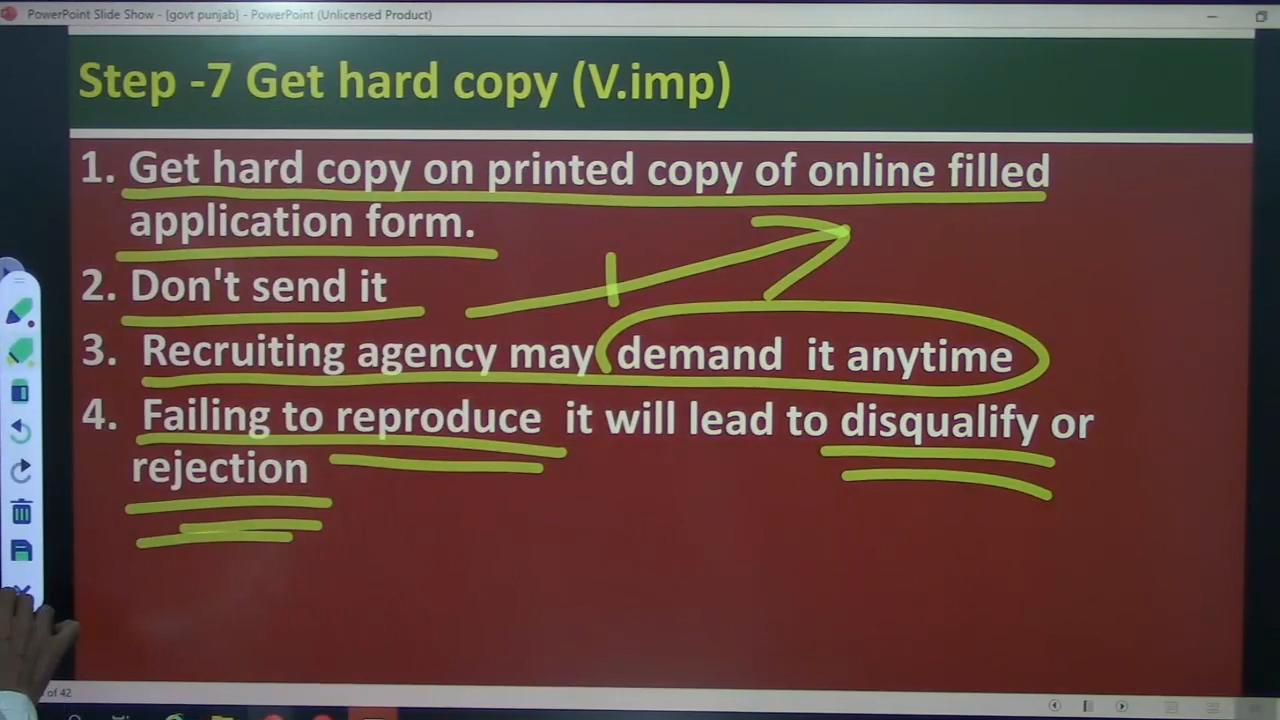 PowerPoint Slide Show - [govt punjab] - PowerPoint (Unlicensed Product)
Step -7 Get hard copy (V.imp)
1. Get hard copy on printed copy of online filled
application form.
2. Don't send it
3. Recruiting agency may demand it anytime
4. Failing to reproduce it will lead to disqualify or
rejection
of 42